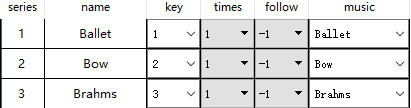 series name key times follow music
1 Ballet 1 1 -1 Ballet
2 Bow 2 1 -1 Bow
3 Brahms 3 1 -1 Brahms